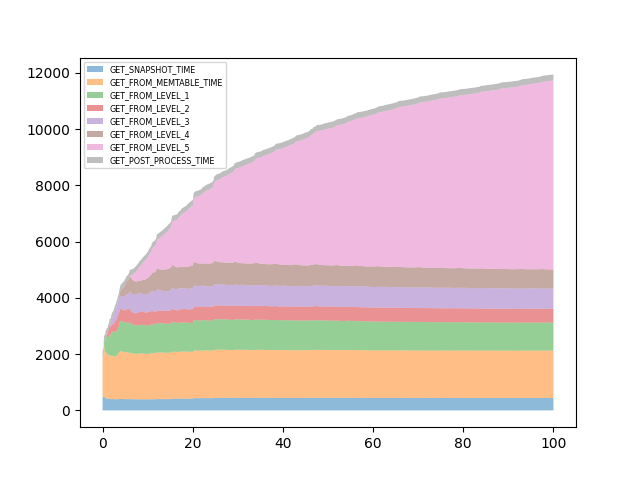 12000
10000
8000
6000
4000
2000
0
GET_SNAPSHOT_TIME
GET_FROM_MEMTABLE_TIME
GET_FROM_LEVEL_1
GET_FROM_LEVEL_2
GET_FROM_LEVEL_3
GET_FROM_LEVEL_4
GET_FROM_LEVEL_5
GET_POST_PROCESS_TIME
0 20 40 60 80 100